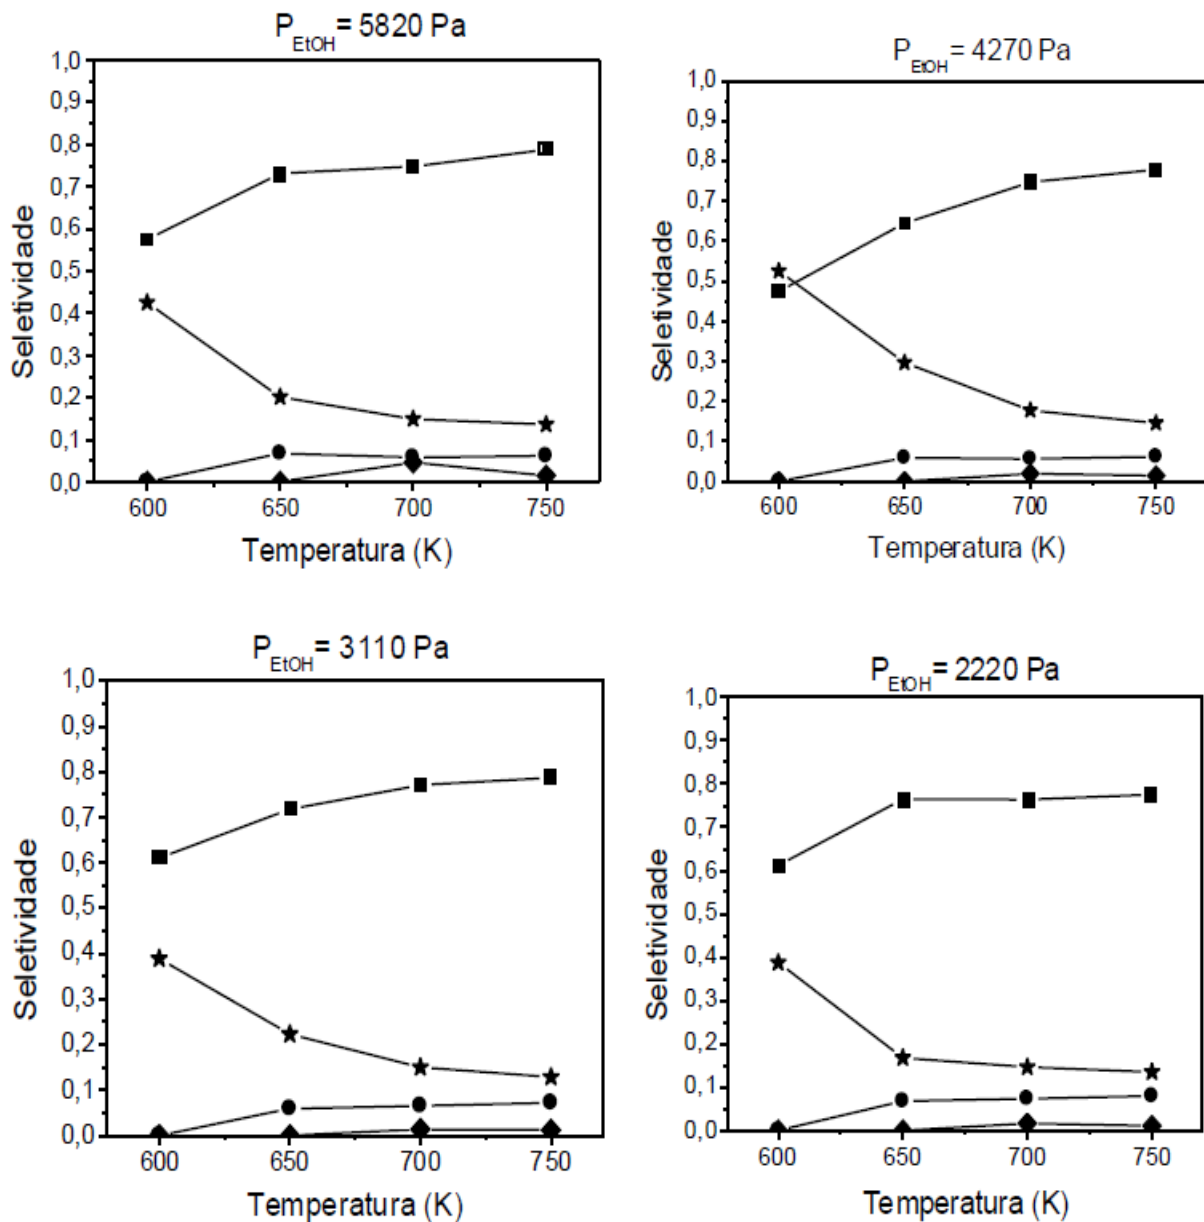 P_EtOH = 5820 Pa
1,0
0,9
0,8
0,7
0,6
0,5
0,4
0,3
0,2
0,1
0,0
Seletividade
600 650 700 750
Temperatura (K)
P_EtOH = 4270 Pa
1,0
0,9
0,8
0,7
0,6
0,5
0,4
0,3
0,2
0,1
0,0
Seletividade
600 650 700 750
Temperatura (K)
P_EtOH = 3110 Pa
1,0
0,9
0,8
0,7
0,6
0,5
0,4
0,3
0,2
0,1
0,0
Seletividade
600 650 700 750
Temperatura (K)
P_EtOH = 2220 Pa
1,0
0,9
0,8
0,7
0,6
0,5
0,4
0,3
0,2
0,1
0,0
Seletividade
600 650 700 750
Temperatura (K)